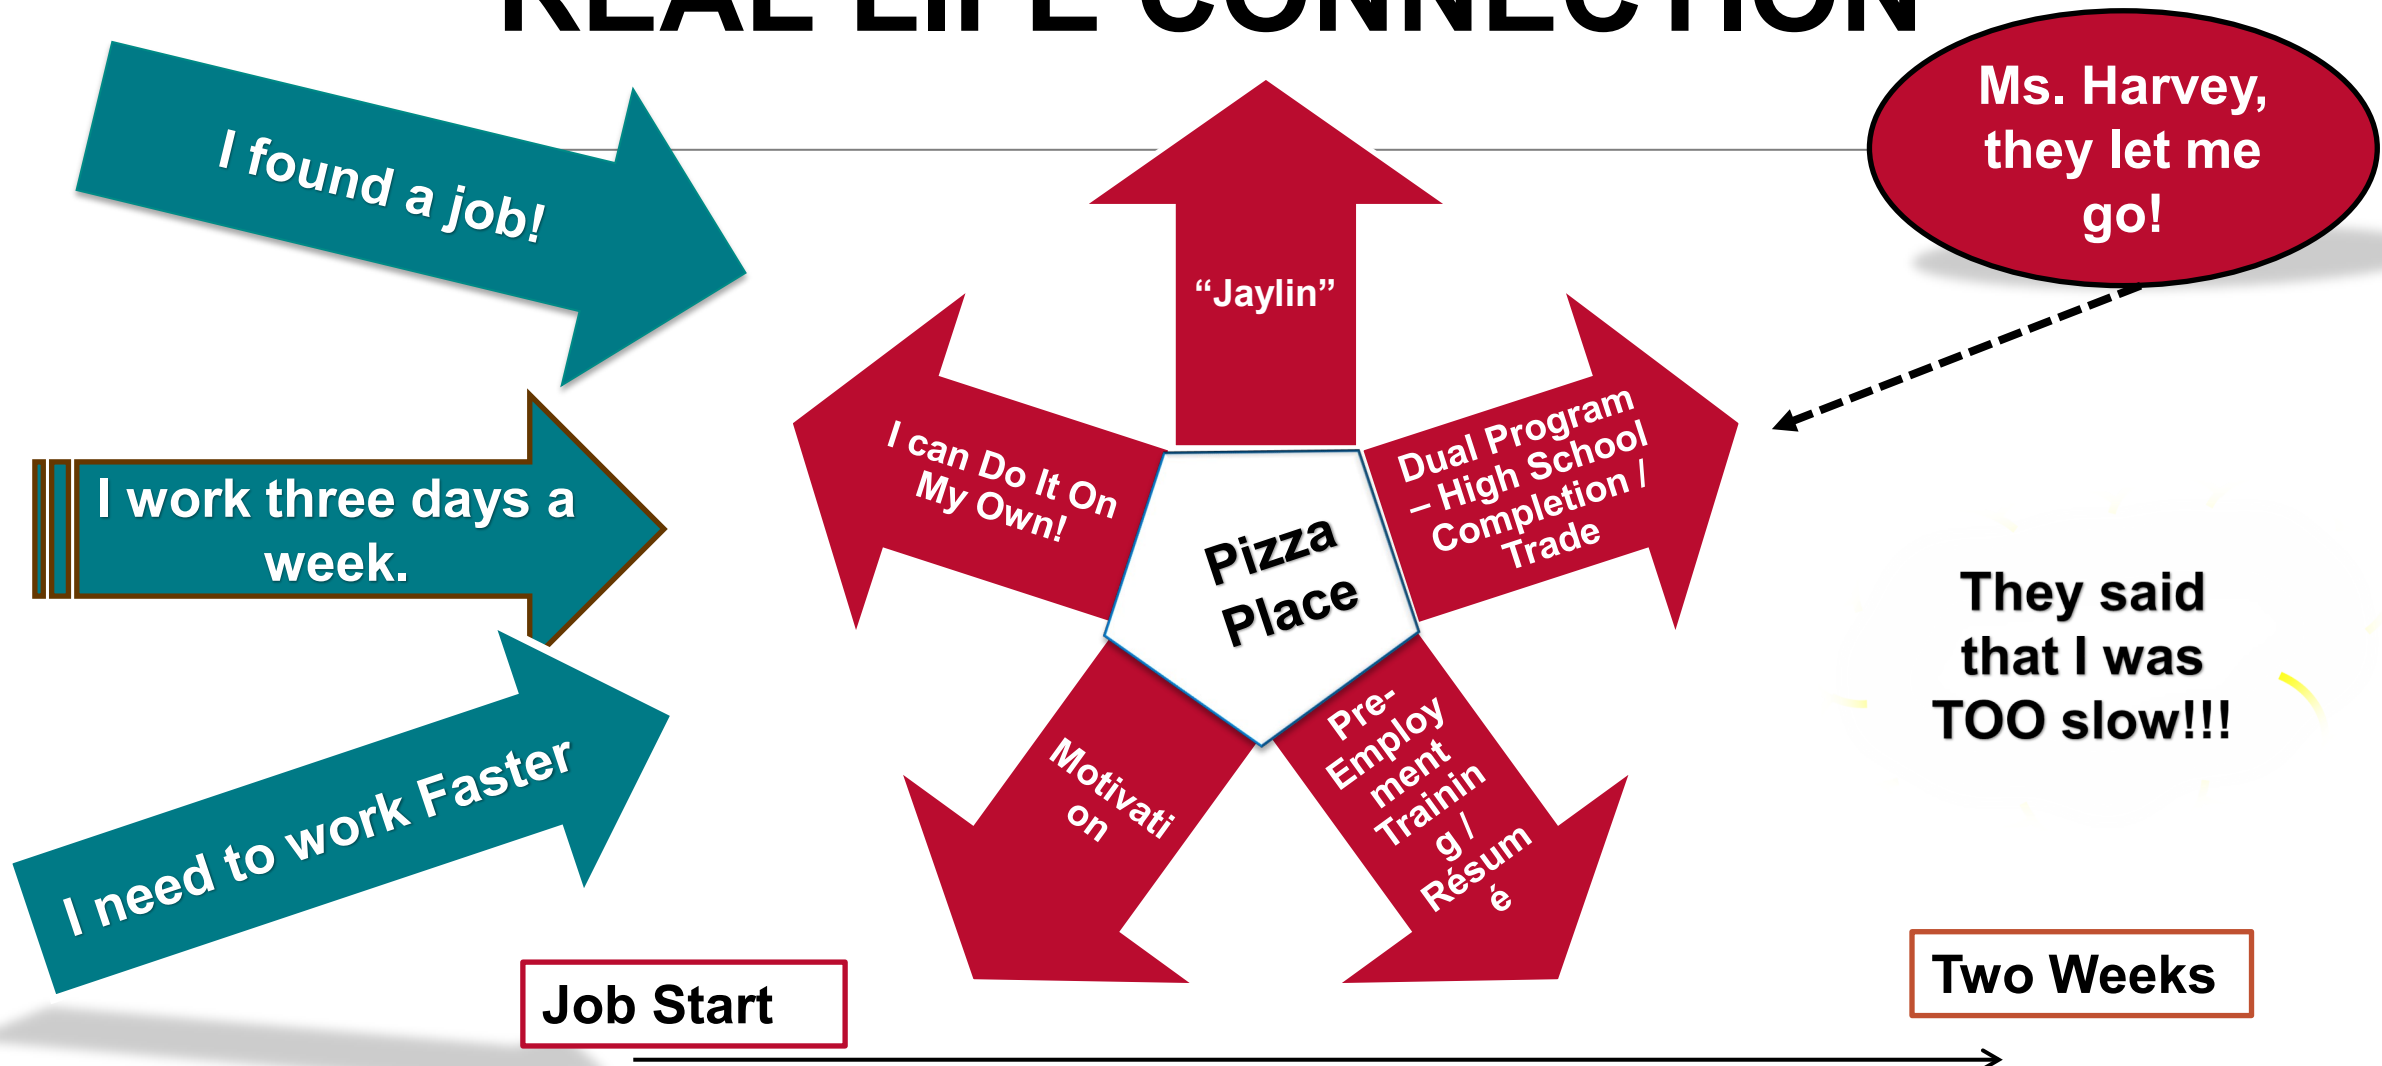 REAL LIFE CONNECTION
I found a job!
Ms. Harvey,
they let me
go!
“Jaylin”
I can Do It On
My Own!
Dual Program
– High School
Completion /
Trade
I work three days a
week.
Pizza
Place
They said
that I was
TOO slow!!!
I need to work Faster
Motivati
on
Pre-
Employ
ment
Trainin
g /
Résum
é
Job Start
Two Weeks